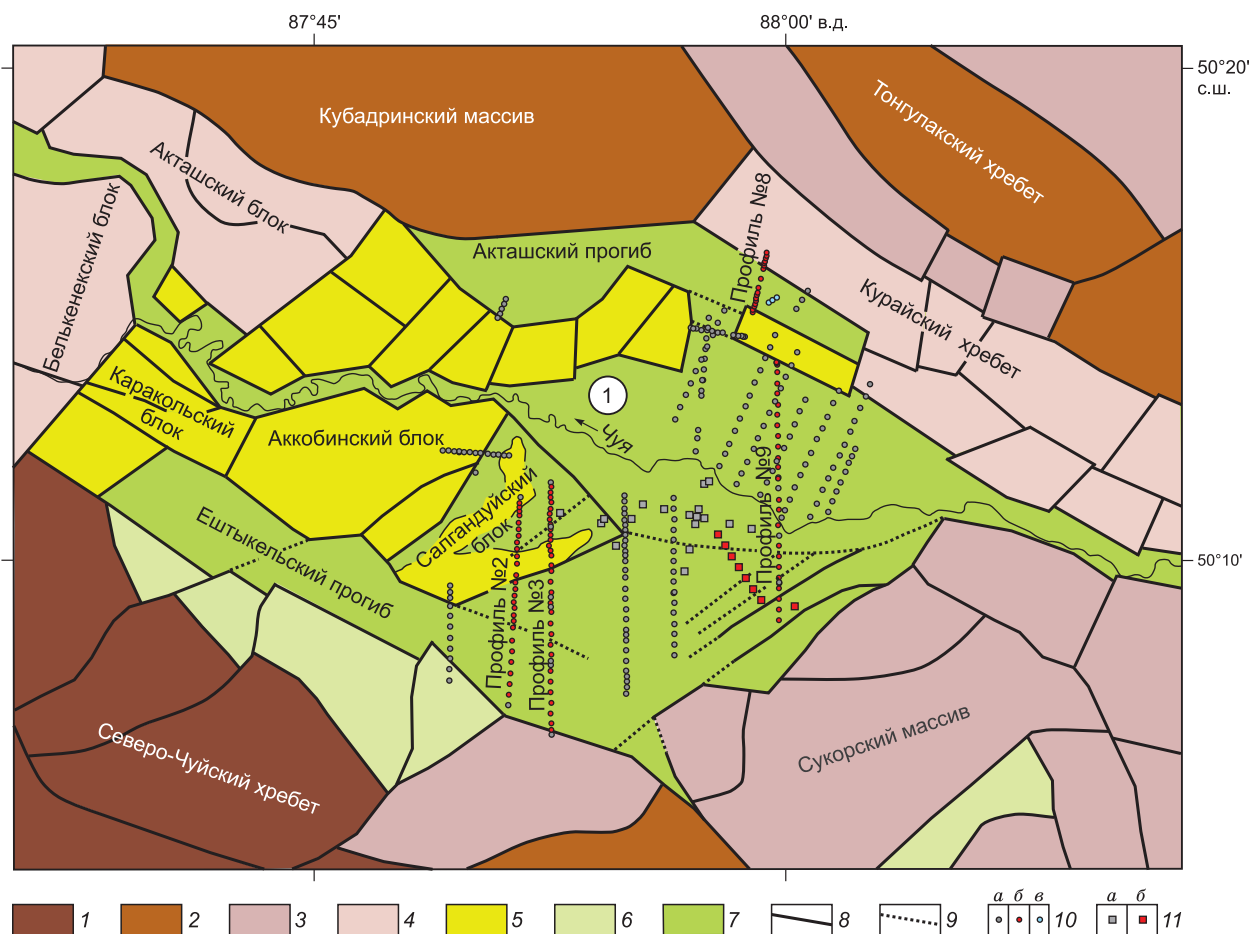 87°45'
88°00' в.д.
50°20'
с.ш.
Кубадринский массив
Тонгулакский хребет
Акташский блок
Белькенекский блок
Акташский прогиб
Профиль №8
Курайский хребет
Каракольский
блок
Аккобинский блок
1
Чуя
Салгандуйский
блок
Профиль №9
Ештыкельский прогиб
50°10'
Профиль №2
Профиль №3
Северо-Чуйский хребет
Сукорский массив
а б в а б
1 2 3 4 5 6 7 8 9 10 11